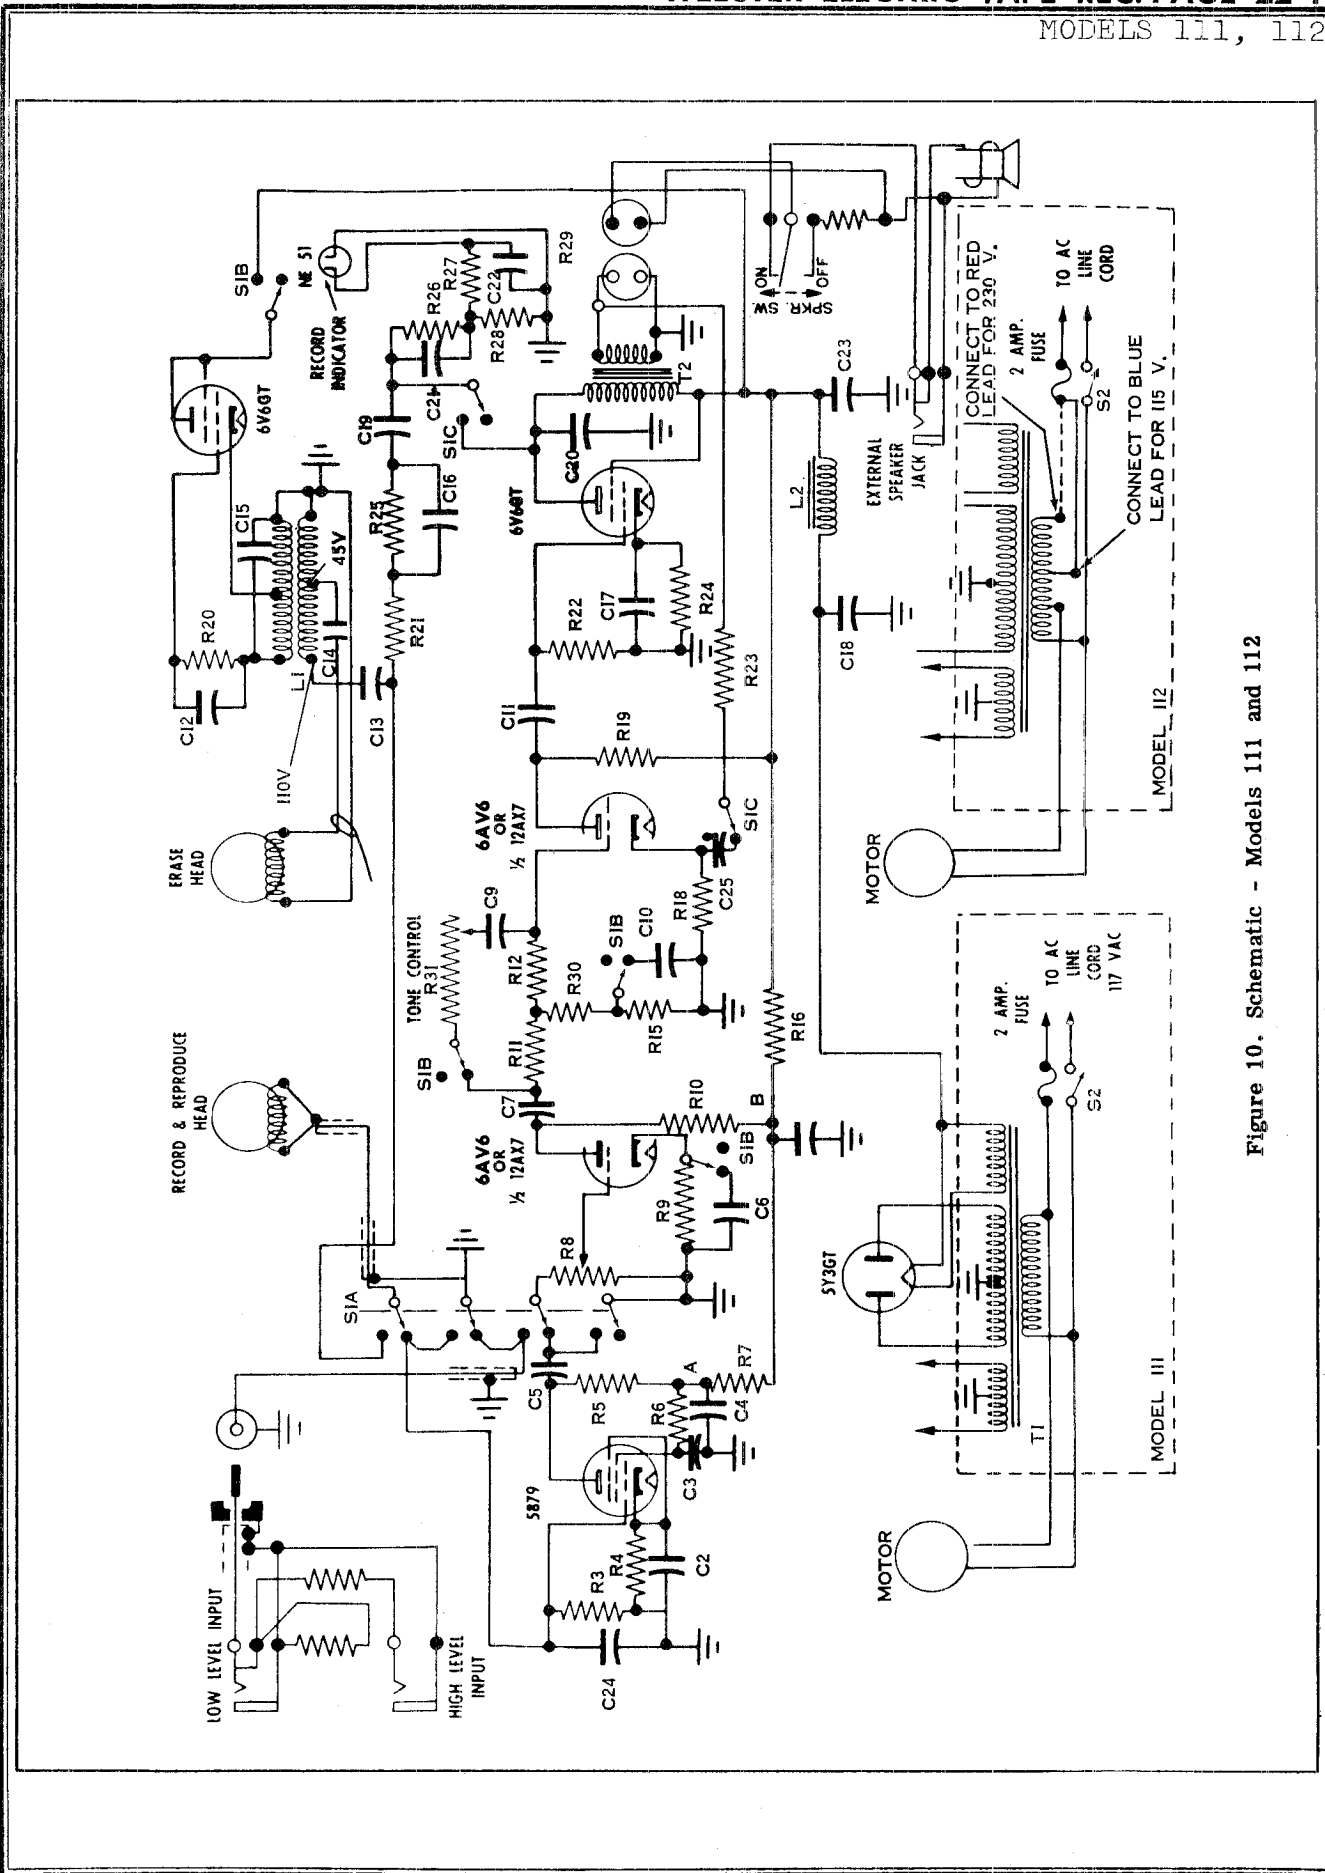 MODELS 111, 112
LOW LEVEL INPUT
HIGH LEVEL
INPUT
RECORD & REPRODUCE
HEAD
ERASE
HEAD
110V
C12
R20
C15
L1
45V
C14
C13
6V6GT
S1B
NE 51
RECORD
INDICATOR
R21
R25
C16
C19
C21
R26
R27
R28
C22
R29
S1C
S1A
TONE CONTROL
R31
S1B
5879
C24
R3
R4
C2
C3
R6
C4
R5
C5
A
R7
R8
6AV6
OR
½ 12AX7
R9
C6
S1B
R10
B
C7
R11
R12
C9
R30
R15
S1B
C10
R18
C25
S1C
R16
6AV6
OR
½ 12AX7
R19
C11
R22
C17
R24
R23
6V6GT
C20
T2
L2
C18
C23
ON
SPKR. SW.
OFF
EXTERNAL
SPEAKER
JACK
5Y3GT
MOTOR
T1
MODEL 111
2 AMP.
FUSE
S2
TO AC
LINE
CORD
117 VAC
MOTOR
MODEL 112
CONNECT TO RED
LEAD FOR 230 V.
2 AMP.
FUSE
TO AC
LINE
CORD
S2
CONNECT TO BLUE
LEAD FOR 115 V.
Figure 10. Schematic - Models 111 and 112